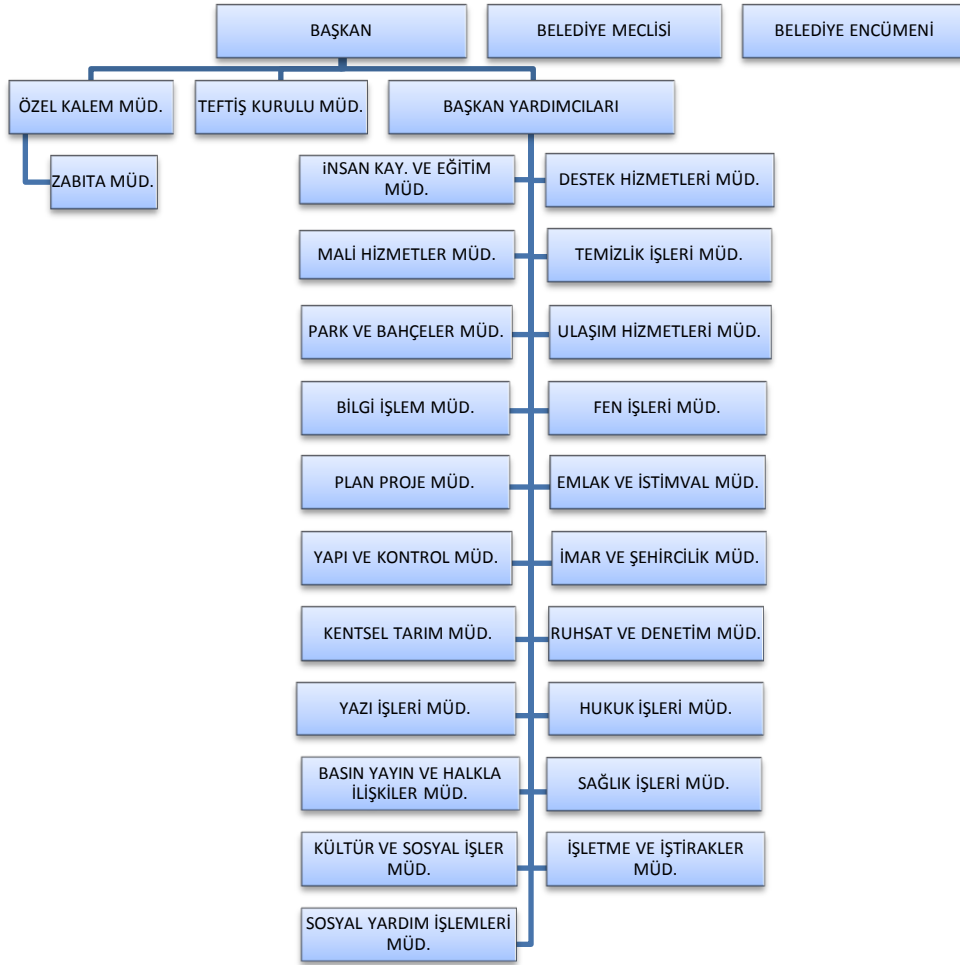 BAŞKAN
BELEDİYE MECLİSİ
BELEDİYE ENCÜMENİ
ÖZEL KALEM MÜD.
TEFTİŞ KURULU MÜD.
BAŞKAN YARDIMCILARI
ZABITA MÜD.
iNSAN KAY. VE EĞİTİM
MÜD.
DESTEK HİZMETLERİ MÜD.
MALİ HİZMETLER MÜD.
TEMİZLİK İŞLERİ MÜD.
PARK VE BAHÇELER MÜD.
ULAŞIM HİZMETLERİ MÜD.
BİLGİ İŞLEM MÜD.
FEN İŞLERİ MÜD.
PLAN PROJE MÜD.
EMLAK VE İSTİMVAL MÜD.
YAPI VE KONTROL MÜD.
İMAR VE ŞEHİRCİLİK MÜD.
KENTSEL TARIM MÜD.
RUHSAT VE DENETİM MÜD.
YAZI İŞLERİ MÜD.
HUKUK İŞLERİ MÜD.
BASIN YAYIN VE HALKLA
İLİŞKİLER MÜD.
SAĞLIK İŞLERİ MÜD.
KÜLTÜR VE SOSYAL İŞLER
MÜD.
İŞLETME VE İŞTİRAKLER
MÜD.
SOSYAL YARDIM İŞLEMLERİ
MÜD.